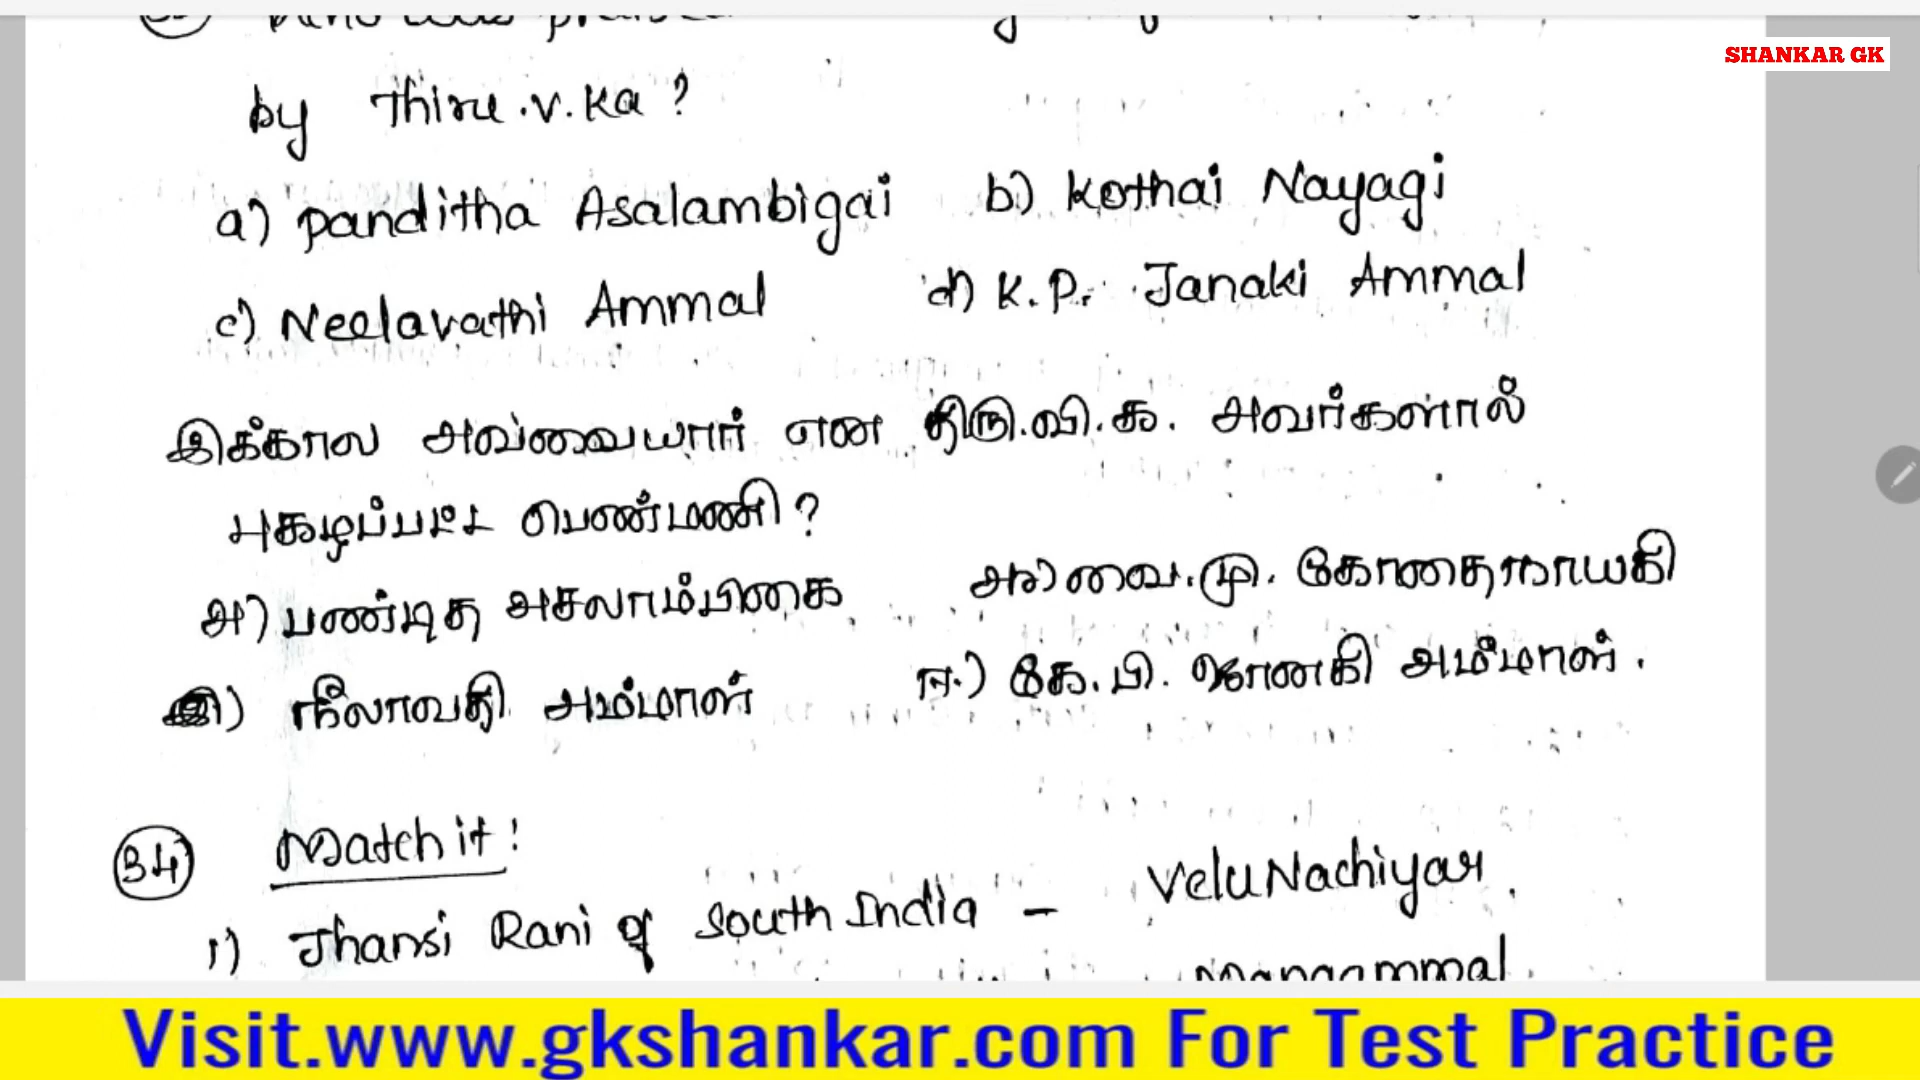 SHANKAR GK
by Thiru.V.Ka?
a) Panditha Asalambigai b) Kothai Nayagi
c) Neelavathi Ammal d) K.P. Janaki Ammal
இக்கால அவ்வையார் என திரு.வி.க. அவர்களால்
புகழப்பட்ட பெண்மணி?
அ) பண்டித அசலாம்பிகை ஆ) வை.மு. கோதைநாயகி
இ) நீலாவதி அம்மாள் ஈ) கே.பி. ஜானகி அம்மாள்.
34 Match it:
1) Jhansi Rani of South India - Velu Nachiyar
Mangammal
Visit.www.gkshankar.com For Test Practice